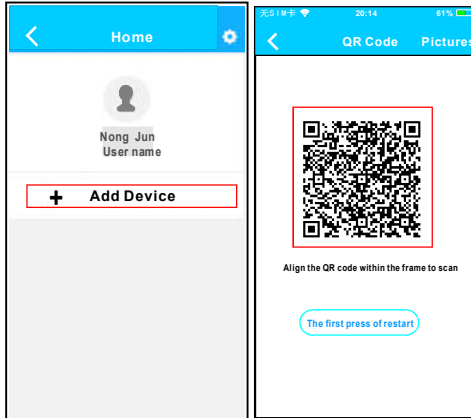 Home
Nong Jun
User name
+ Add Device
无SIM卡 20:14 61%
QR Code Pictures
Align the QR code within the frame to scan
The first press of restart